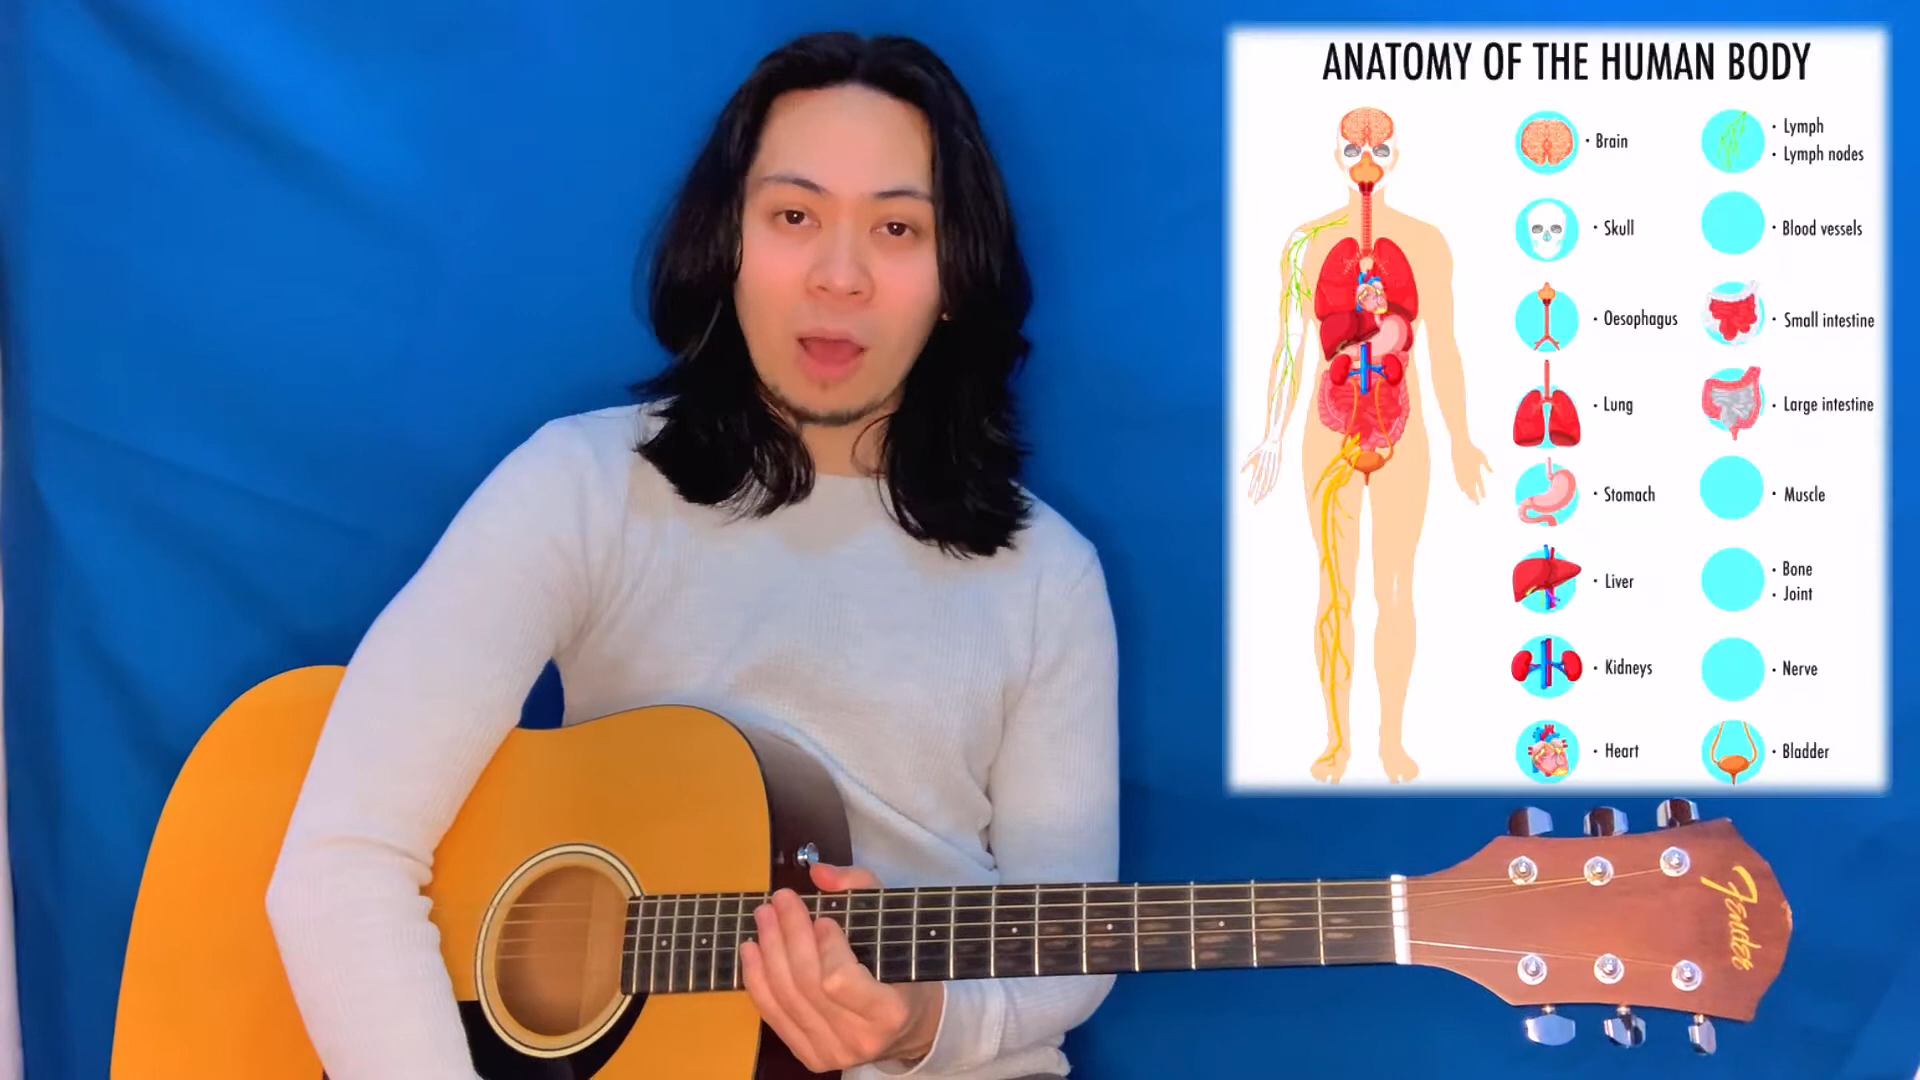 ANATOMY OF THE HUMAN BODY
• Brain
• Skull
• Oesophagus
• Lung
• Stomach
• Liver
• Kidneys
• Heart
• Lymph
• Lymph nodes
• Blood vessels
• Small intestine
• Large intestine
• Muscle
• Bone
• Joint
• Nerve
• Bladder
Fender